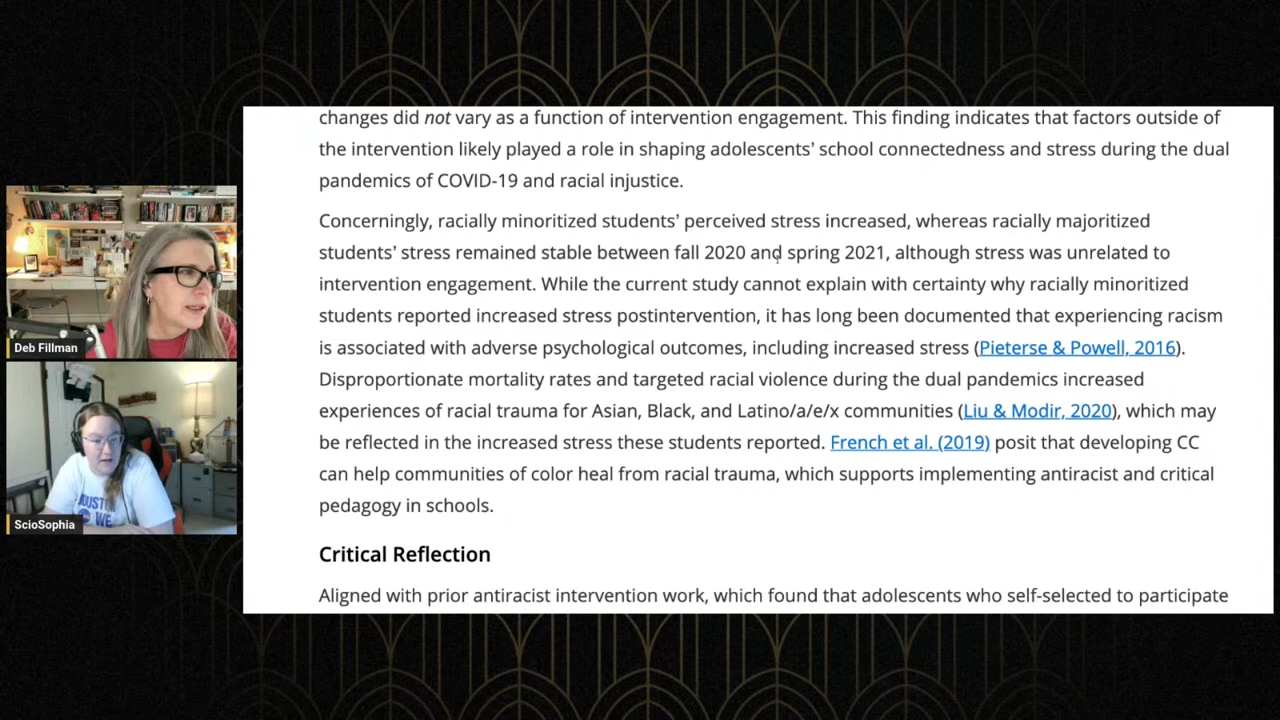 changes did not vary as a function of intervention engagement. This finding indicates that factors outside of
the intervention likely played a role in shaping adolescents' school connectedness and stress during the dual
pandemics of COVID-19 and racial injustice.
Concerningly, racially minoritized students' perceived stress increased, whereas racially majoritized
students' stress remained stable between fall 2020 and spring 2021, although stress was unrelated to
intervention engagement. While the current study cannot explain with certainty why racially minoritized
students reported increased stress postintervention, it has long been documented that experiencing racism
is associated with adverse psychological outcomes, including increased stress (Pieterse & Powell, 2016).
Disproportionate mortality rates and targeted racial violence during the dual pandemics increased
experiences of racial trauma for Asian, Black, and Latino/a/e/x communities (Liu & Modir, 2020), which may
be reflected in the increased stress these students reported. French et al. (2019) posit that developing CC
can help communities of color heal from racial trauma, which supports implementing antiracist and critical
pedagogy in schools.
Critical Reflection
Aligned with prior antiracist intervention work, which found that adolescents who self-selected to participate
Deb Fillman
ScioSophia